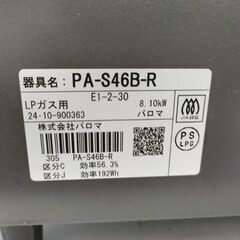 器具名: PA-S46B-R
E1-2-30
LPガス用 8.10kW
24·10-900363 パロマ
株式会社パロマ
305 PA-S46B-R
区分C 効率56.3%
区分J 効率192Wh
JIA
PS
LPG